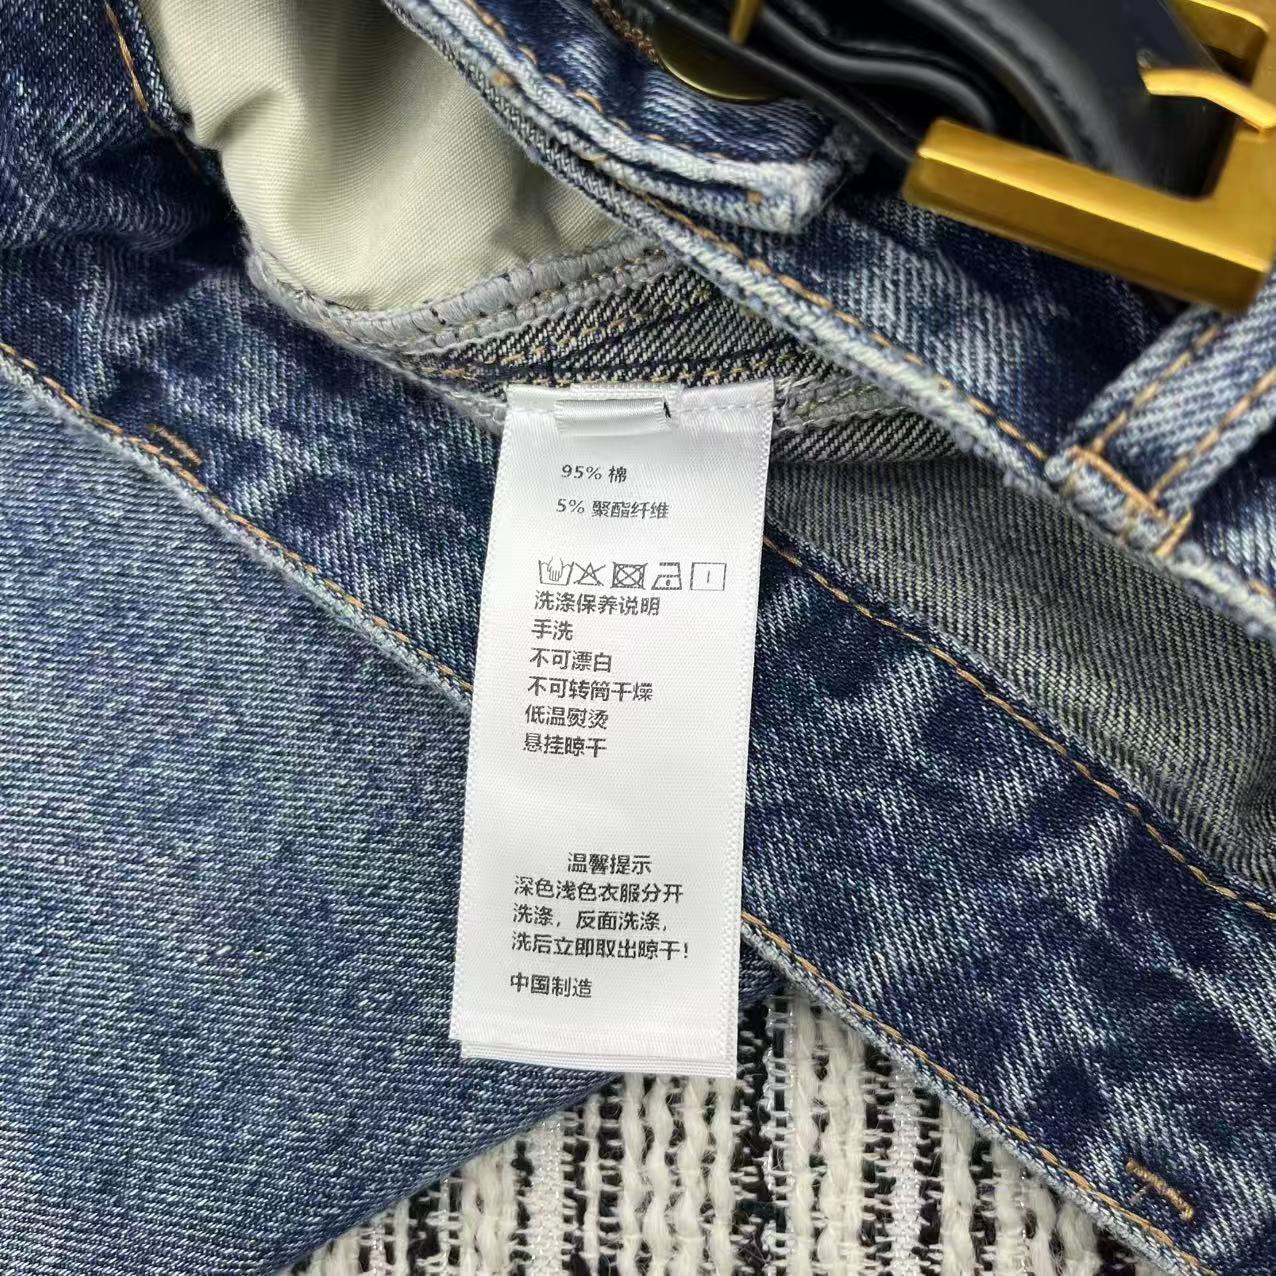 95% 棉
5% 聚酯纤维
洗涤保养说明
手洗
不可漂白
不可转筒干燥
低温熨烫
悬挂晾干
温馨提示
深色浅色衣服分开
洗涤，反面洗涤，
洗后立即取出晾干！
中国制造